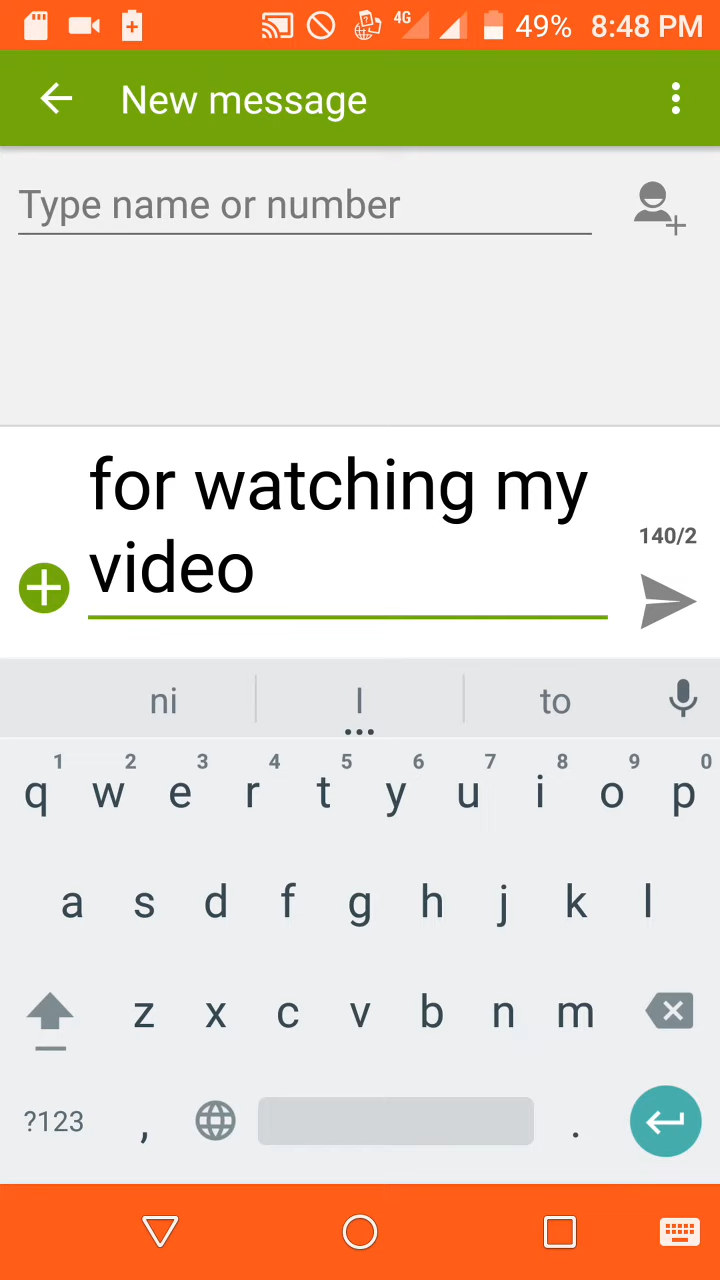 4G 49% 8:48 PM
New message
Type name or number
for watching my
video
140/2
ni I to
1 2 3 4 5 6 7 8 9 0
q w e r t y u i o p
a s d f g h j k l
z x c v b n m
?123 , .